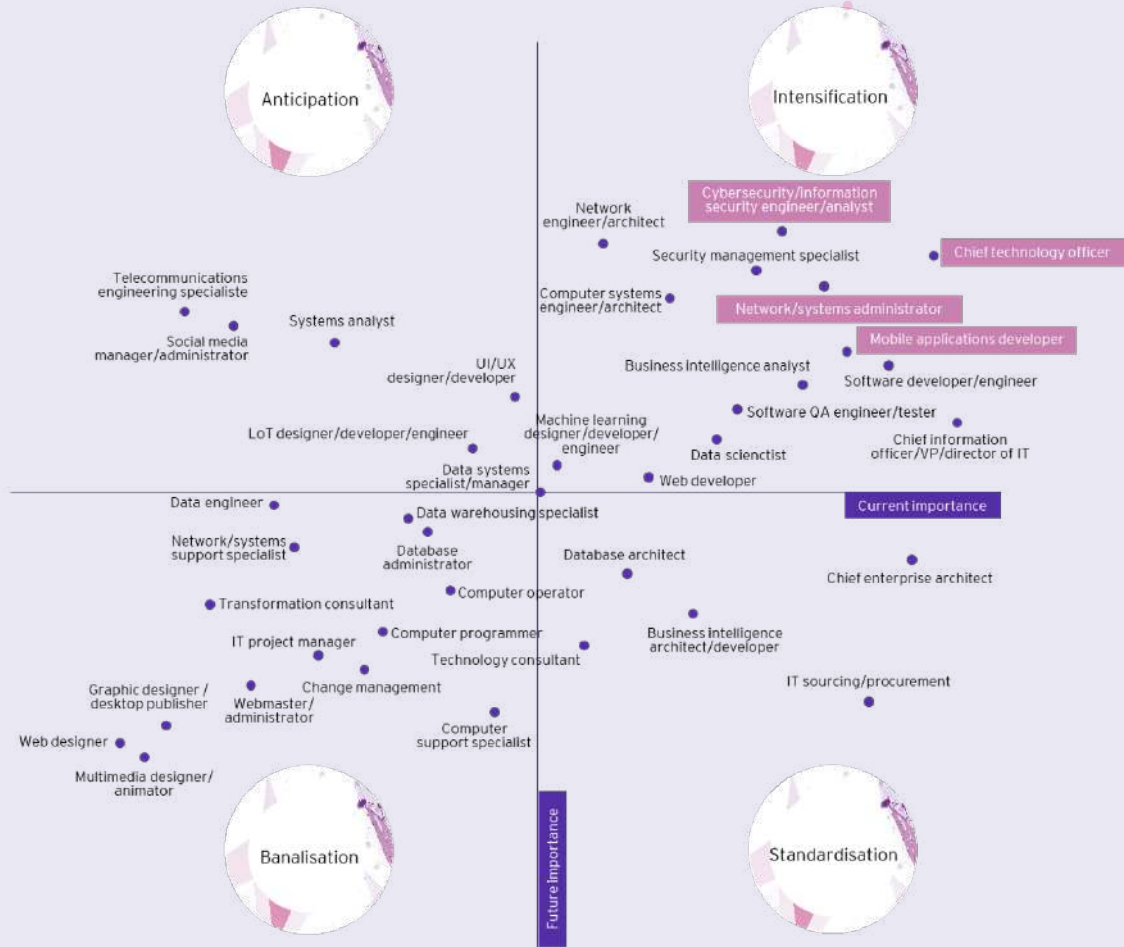 Anticipation
Intensification
Cybersecurity/information
security engineer/analyst
Network
engineer/architect
Chief technology officer
Security management specialist
Telecommunications
engineering specialiste
Computer systems
engineer/architect
Network/systems administrator
Social media
manager/administrator
Systems analyst
Mobile applications developer
UI/UX
designer/developer
Business intelligence analyst
Software developer/engineer
Software QA engineer/tester
Machine learning
designer/developer/
engineer
LoT designer/developer/engineer
Chief information
officer/VP/director of IT
Data scienctist
Data systems
specialist/manager
Web developer
Data engineer
Current importance
Data warehousing specialist
Network/systems
support specialist
Database
administrator
Database architect
Chief enterprise architect
Computer operator
Transformation consultant
Computer programmer
Business intelligence
architect/developer
IT project manager
Technology consultant
Change management
IT sourcing/procurement
Graphic designer /
desktop publisher
Webmaster/
administrator
Computer
support specialist
Web designer
Multimedia designer/
animator
Banalisation
Future importance
Standardisation